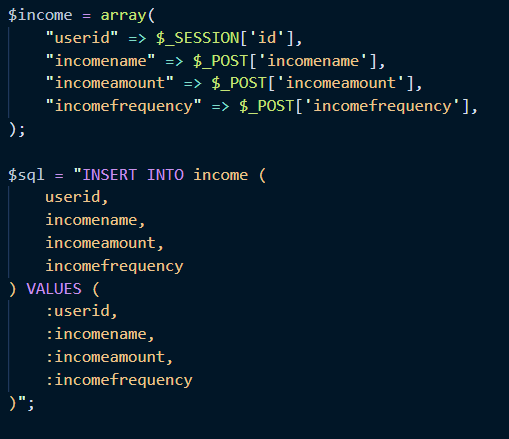 $income = array(
    "userid" => $_SESSION['id'],
    "incomename" => $_POST['incomename'],
    "incomeamount" => $_POST['incomeamount'],
    "incomefrequency" => $_POST['incomefrequency'],
);

$sql = "INSERT INTO income (
    userid,
    incomename,
    incomeamount,
    incomefrequency
) VALUES (
    :userid,
    :incomename,
    :incomeamount,
    :incomefrequency
)";